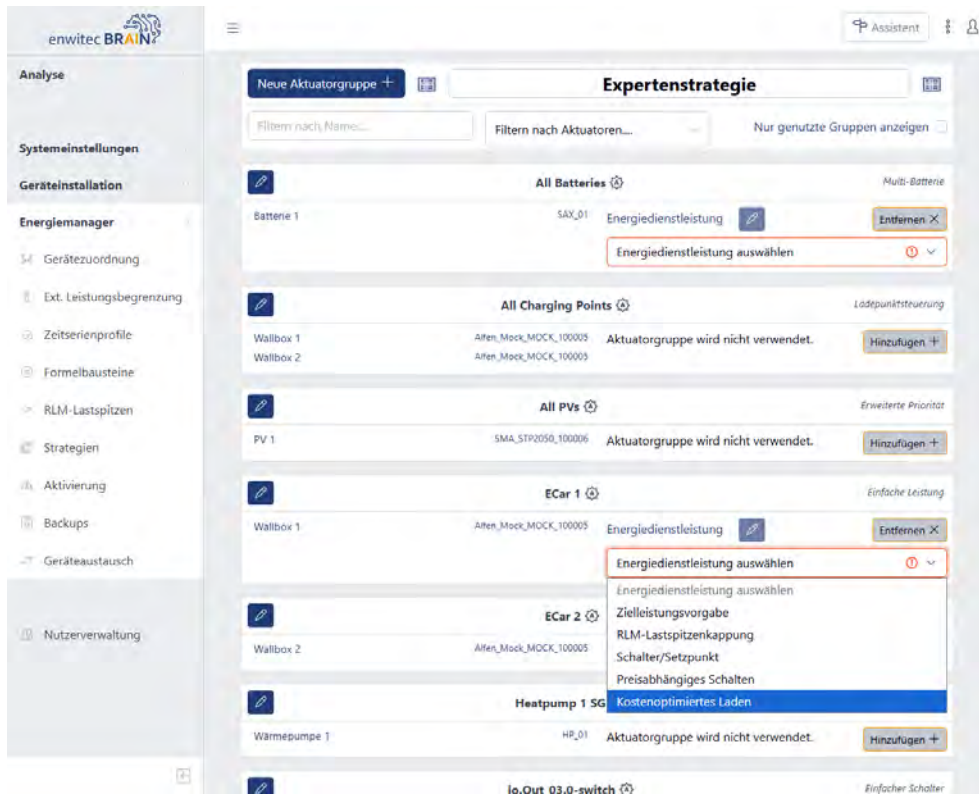 enwitec BRAIN
Assistent
Analyse
Systemeinstellungen
Geräteinstallation
Energiemanager
Gerätezuordnung
Ext. Leistungsbegrenzung
Zeitserienprofile
Formelbausteine
RLM-Lastspitzen
Strategien
Aktivierung
Backups
Geräteaustausch
Nutzerverwaltung
Neue Aktuatorgruppe +
Expertenstrategie
Filtern nach Name...
Filtern nach Aktuatoren....
Nur genutzte Gruppen anzeigen
All Batteries
Multi-Batterie
Batterie 1 SAX_01 Energiedienstleistung Entfernen X
Energiedienstleistung auswählen
All Charging Points
Ladepunktsteuerung
Wallbox 1 Alfen_Mock_MOCK_100005 Aktuatorgruppe wird nicht verwendet. Hinzufügen +
Wallbox 2 Alfen_Mock_MOCK_100005
All PVs
Erweiterte Priorität
PV 1 SMA_STP2050_100006 Aktuatorgruppe wird nicht verwendet. Hinzufügen +
ECar 1
Einfache Leistung
Wallbox 1 Alfen_Mock_MOCK_100005 Energiedienstleistung Entfernen X
Energiedienstleistung auswählen
Energiedienstleistung auswählen
Zielleistungsvorgabe
RLM-Lastspitzenkappung
Schalter/Setzpunkt
Preisabhängiges Schalten
Kostenoptimiertes Laden
ECar 2
Wallbox 2 Alfen_Mock_MOCK_100005
Heatpump 1 SG
Wärmepumpe 1 HP_01 Aktuatorgruppe wird nicht verwendet. Hinzufügen +
io.Out_03.0-switch
Einfacher Schalter